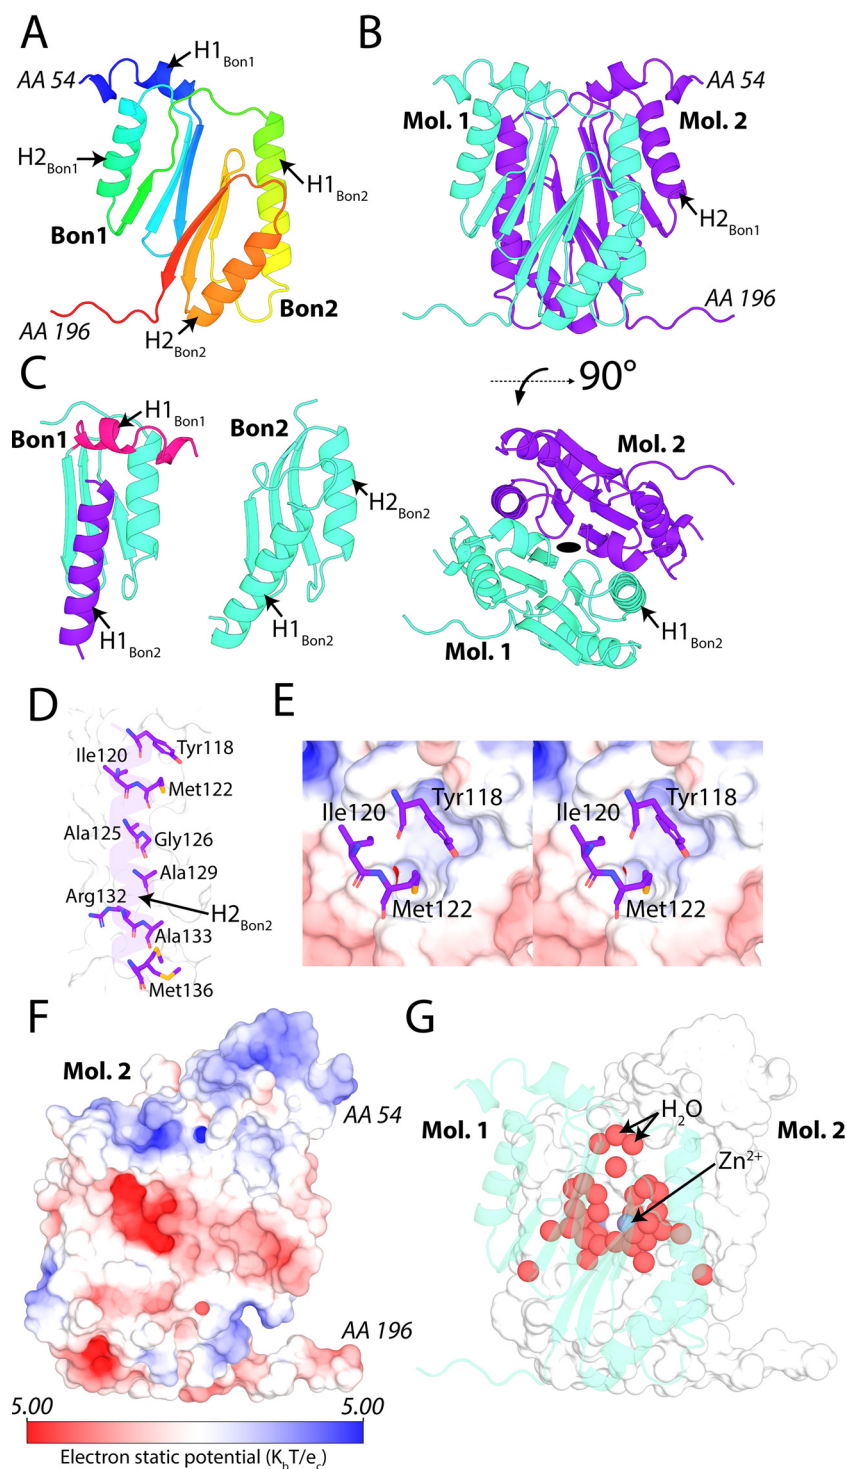 A
H1Bon1
AA 54
H2Bon1
H1Bon2
Bon1
Bon2
AA 196
H2Bon2
B
AA 54
Mol. 1
Mol. 2
H2Bon1
AA 196
90°
C
H1Bon1
Bon1
Bon2
H2Bon2
H1Bon2
H1Bon2
Mol. 2
H1Bon2
Mol. 1
D
Ile120
Tyr118
Met122
Ala125
Gly126
Ala129
Arg132
H2Bon2
Ala133
Met136
E
Tyr118
Ile120
Met122
Tyr118
Ile120
Met122
F
Mol. 2
AA 54
AA 196
5.00
5.00
Electron static potential (KbT/ec)
G
H2O
Mol. 1
Mol. 2
Zn2+